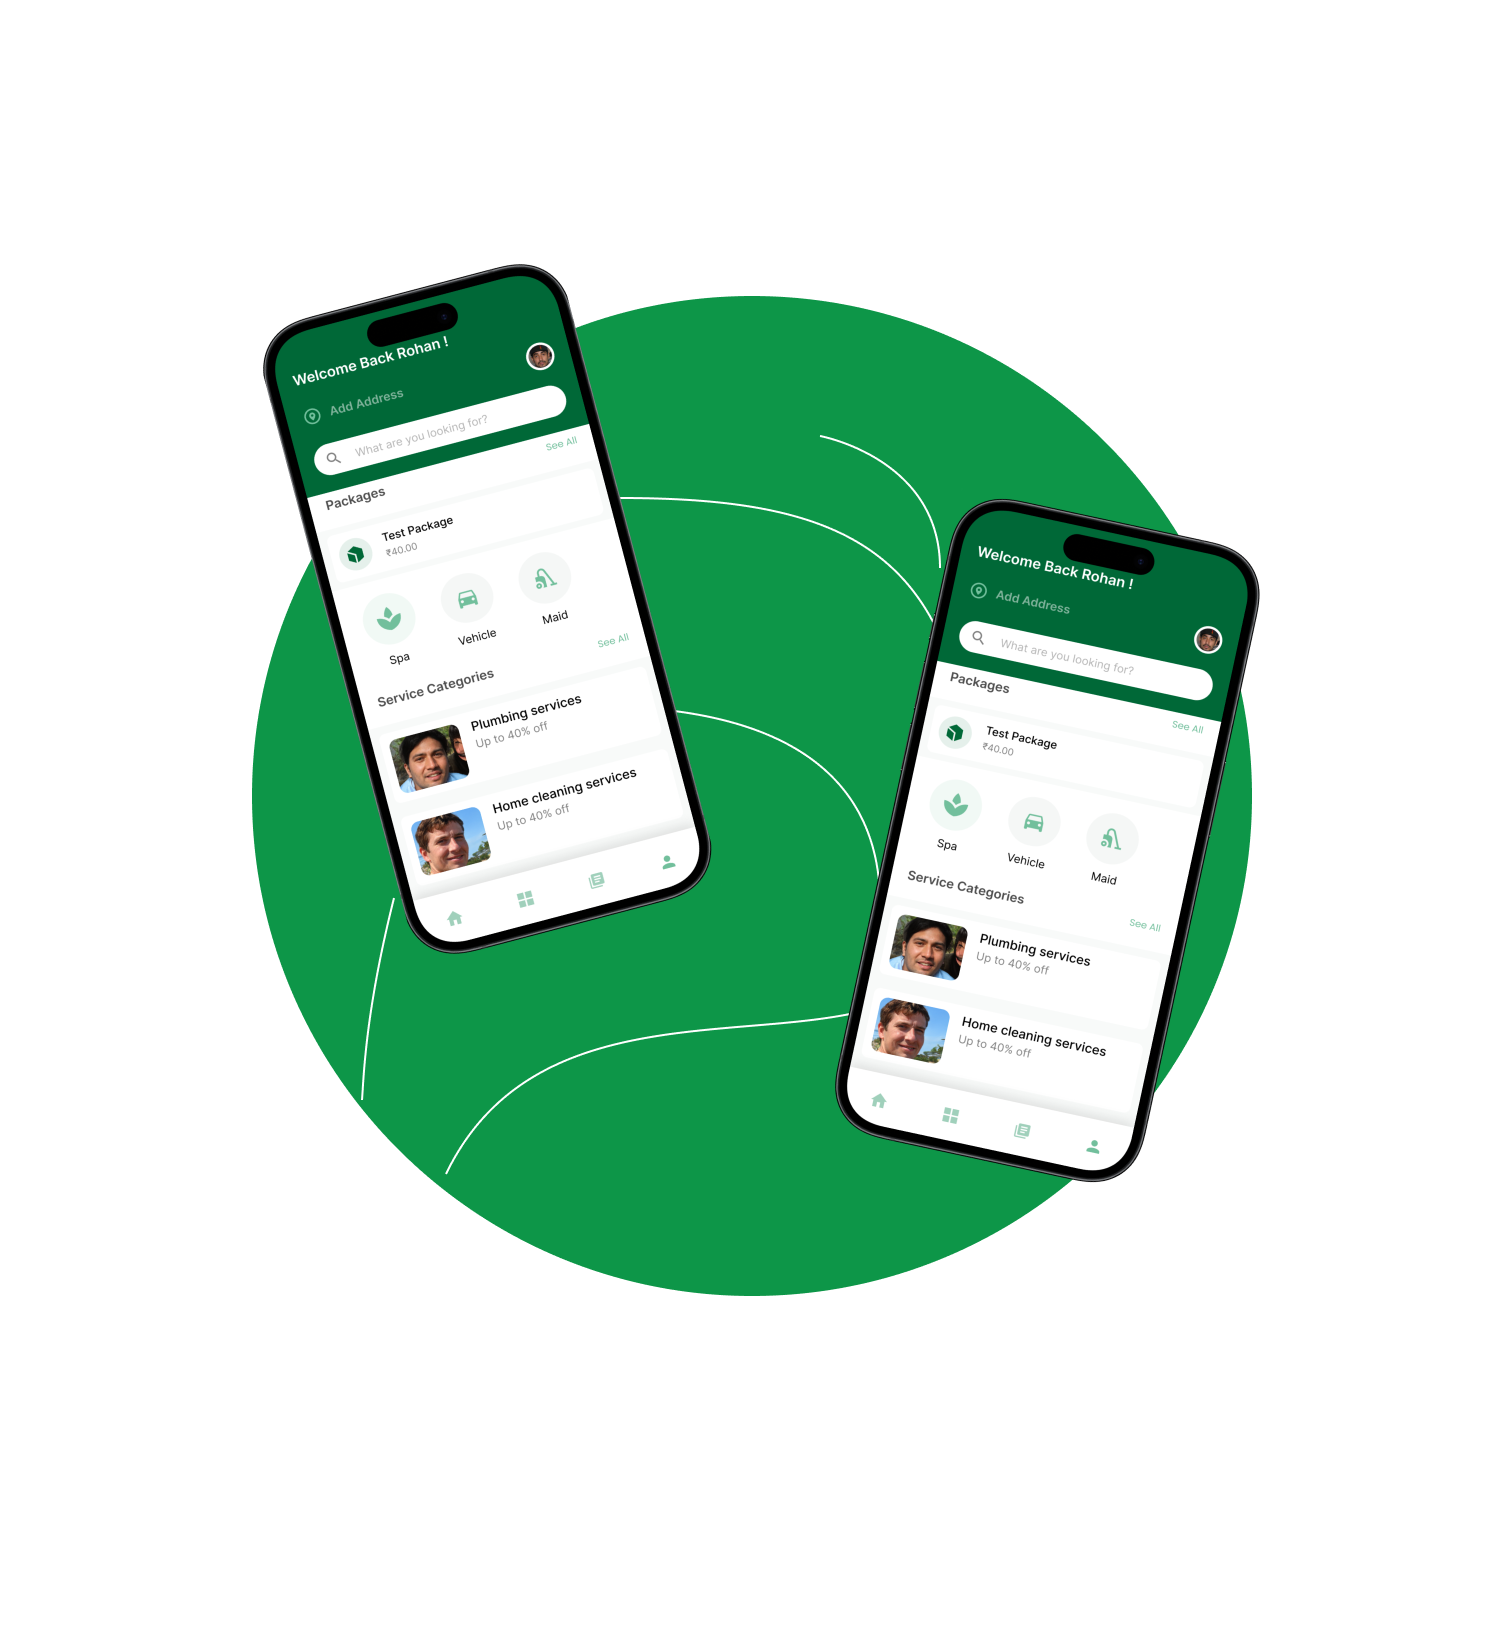 Welcome Back Rohan !
Add Address
What are you looking for?
See All
Packages
Test Package
₹40.00
Spa
Vehicle
Maid
See All
Service Categories
Plumbing services
Up to 40% off
Home cleaning services
Up to 40% off
Welcome Back Rohan !
Add Address
What are you looking for?
Packages
See All
Test Package
₹40.00
Spa
Vehicle
Maid
Service Categories
See All
Plumbing services
Up to 40% off
Home cleaning services
Up to 40% off